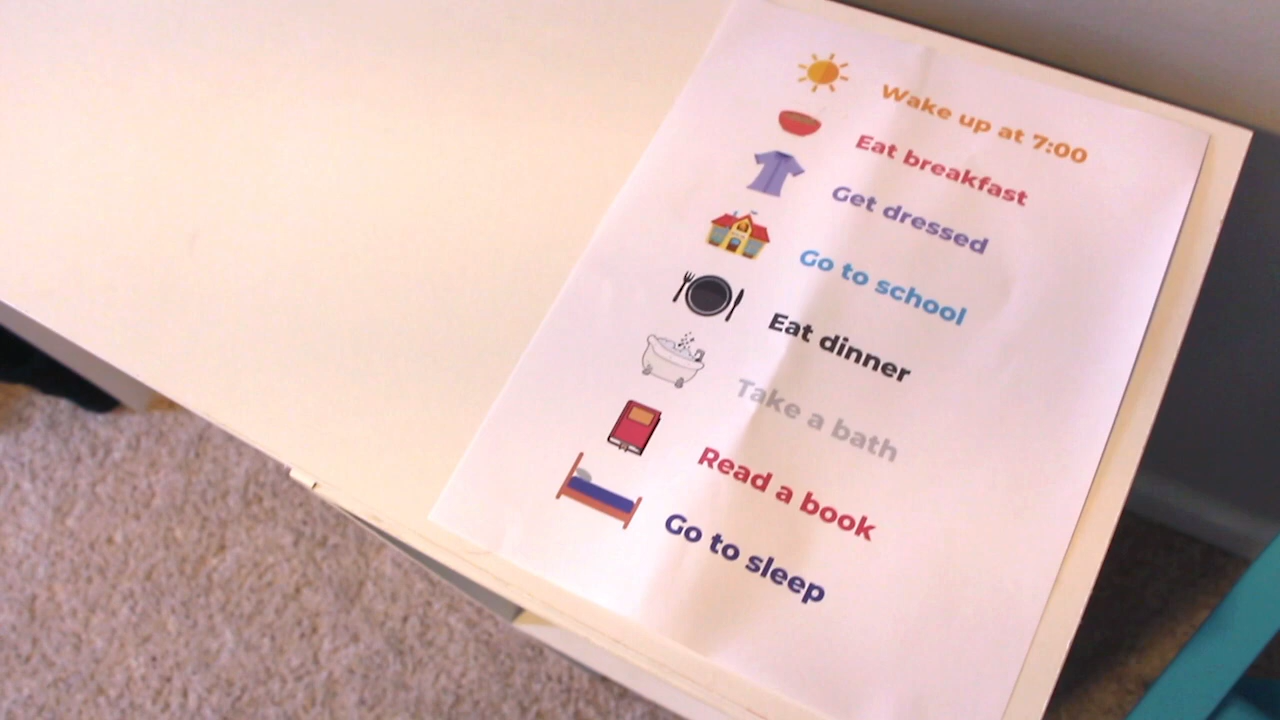 Wake up at 7:00
Eat breakfast
Get dressed
Go to school
Eat dinner
Take a bath
Read a book
Go to sleep